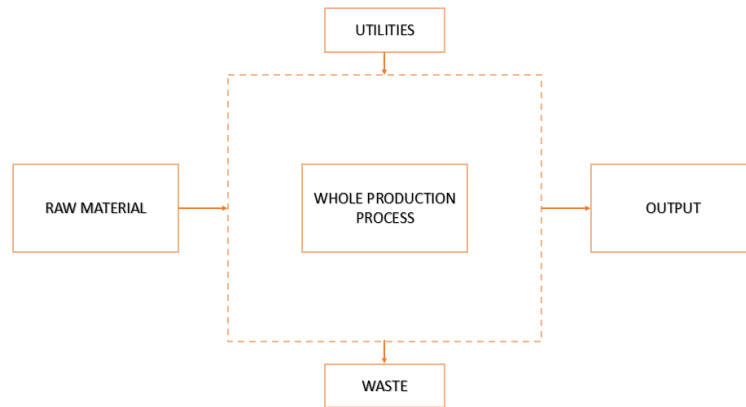 UTILITIES
RAW MATERIAL
WHOLE PRODUCTION
PROCESS
OUTPUT
WASTE